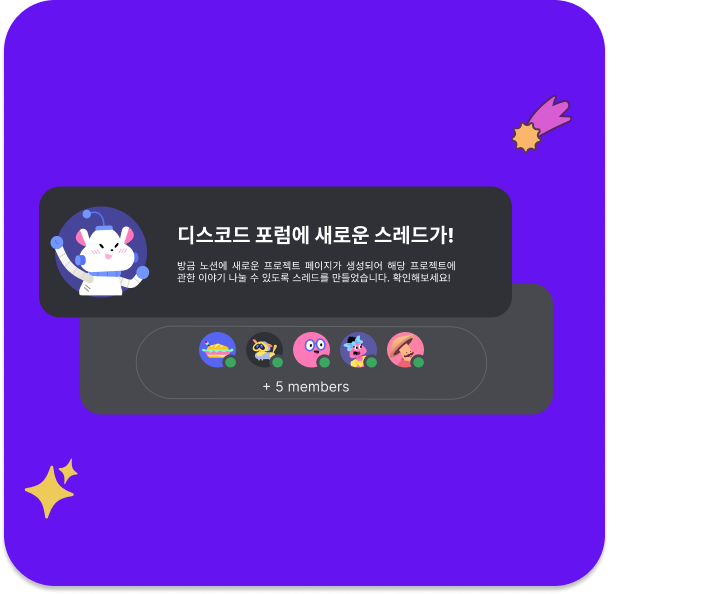 디스코드 포럼에 새로운 스레드가!
방금 노션에 새로운 프로젝트 페이지가 생성되어 해당 프로젝트에
관한 이야기 나눌 수 있도록 스레드를 만들었습니다. 확인해보세요!
+ 5 members